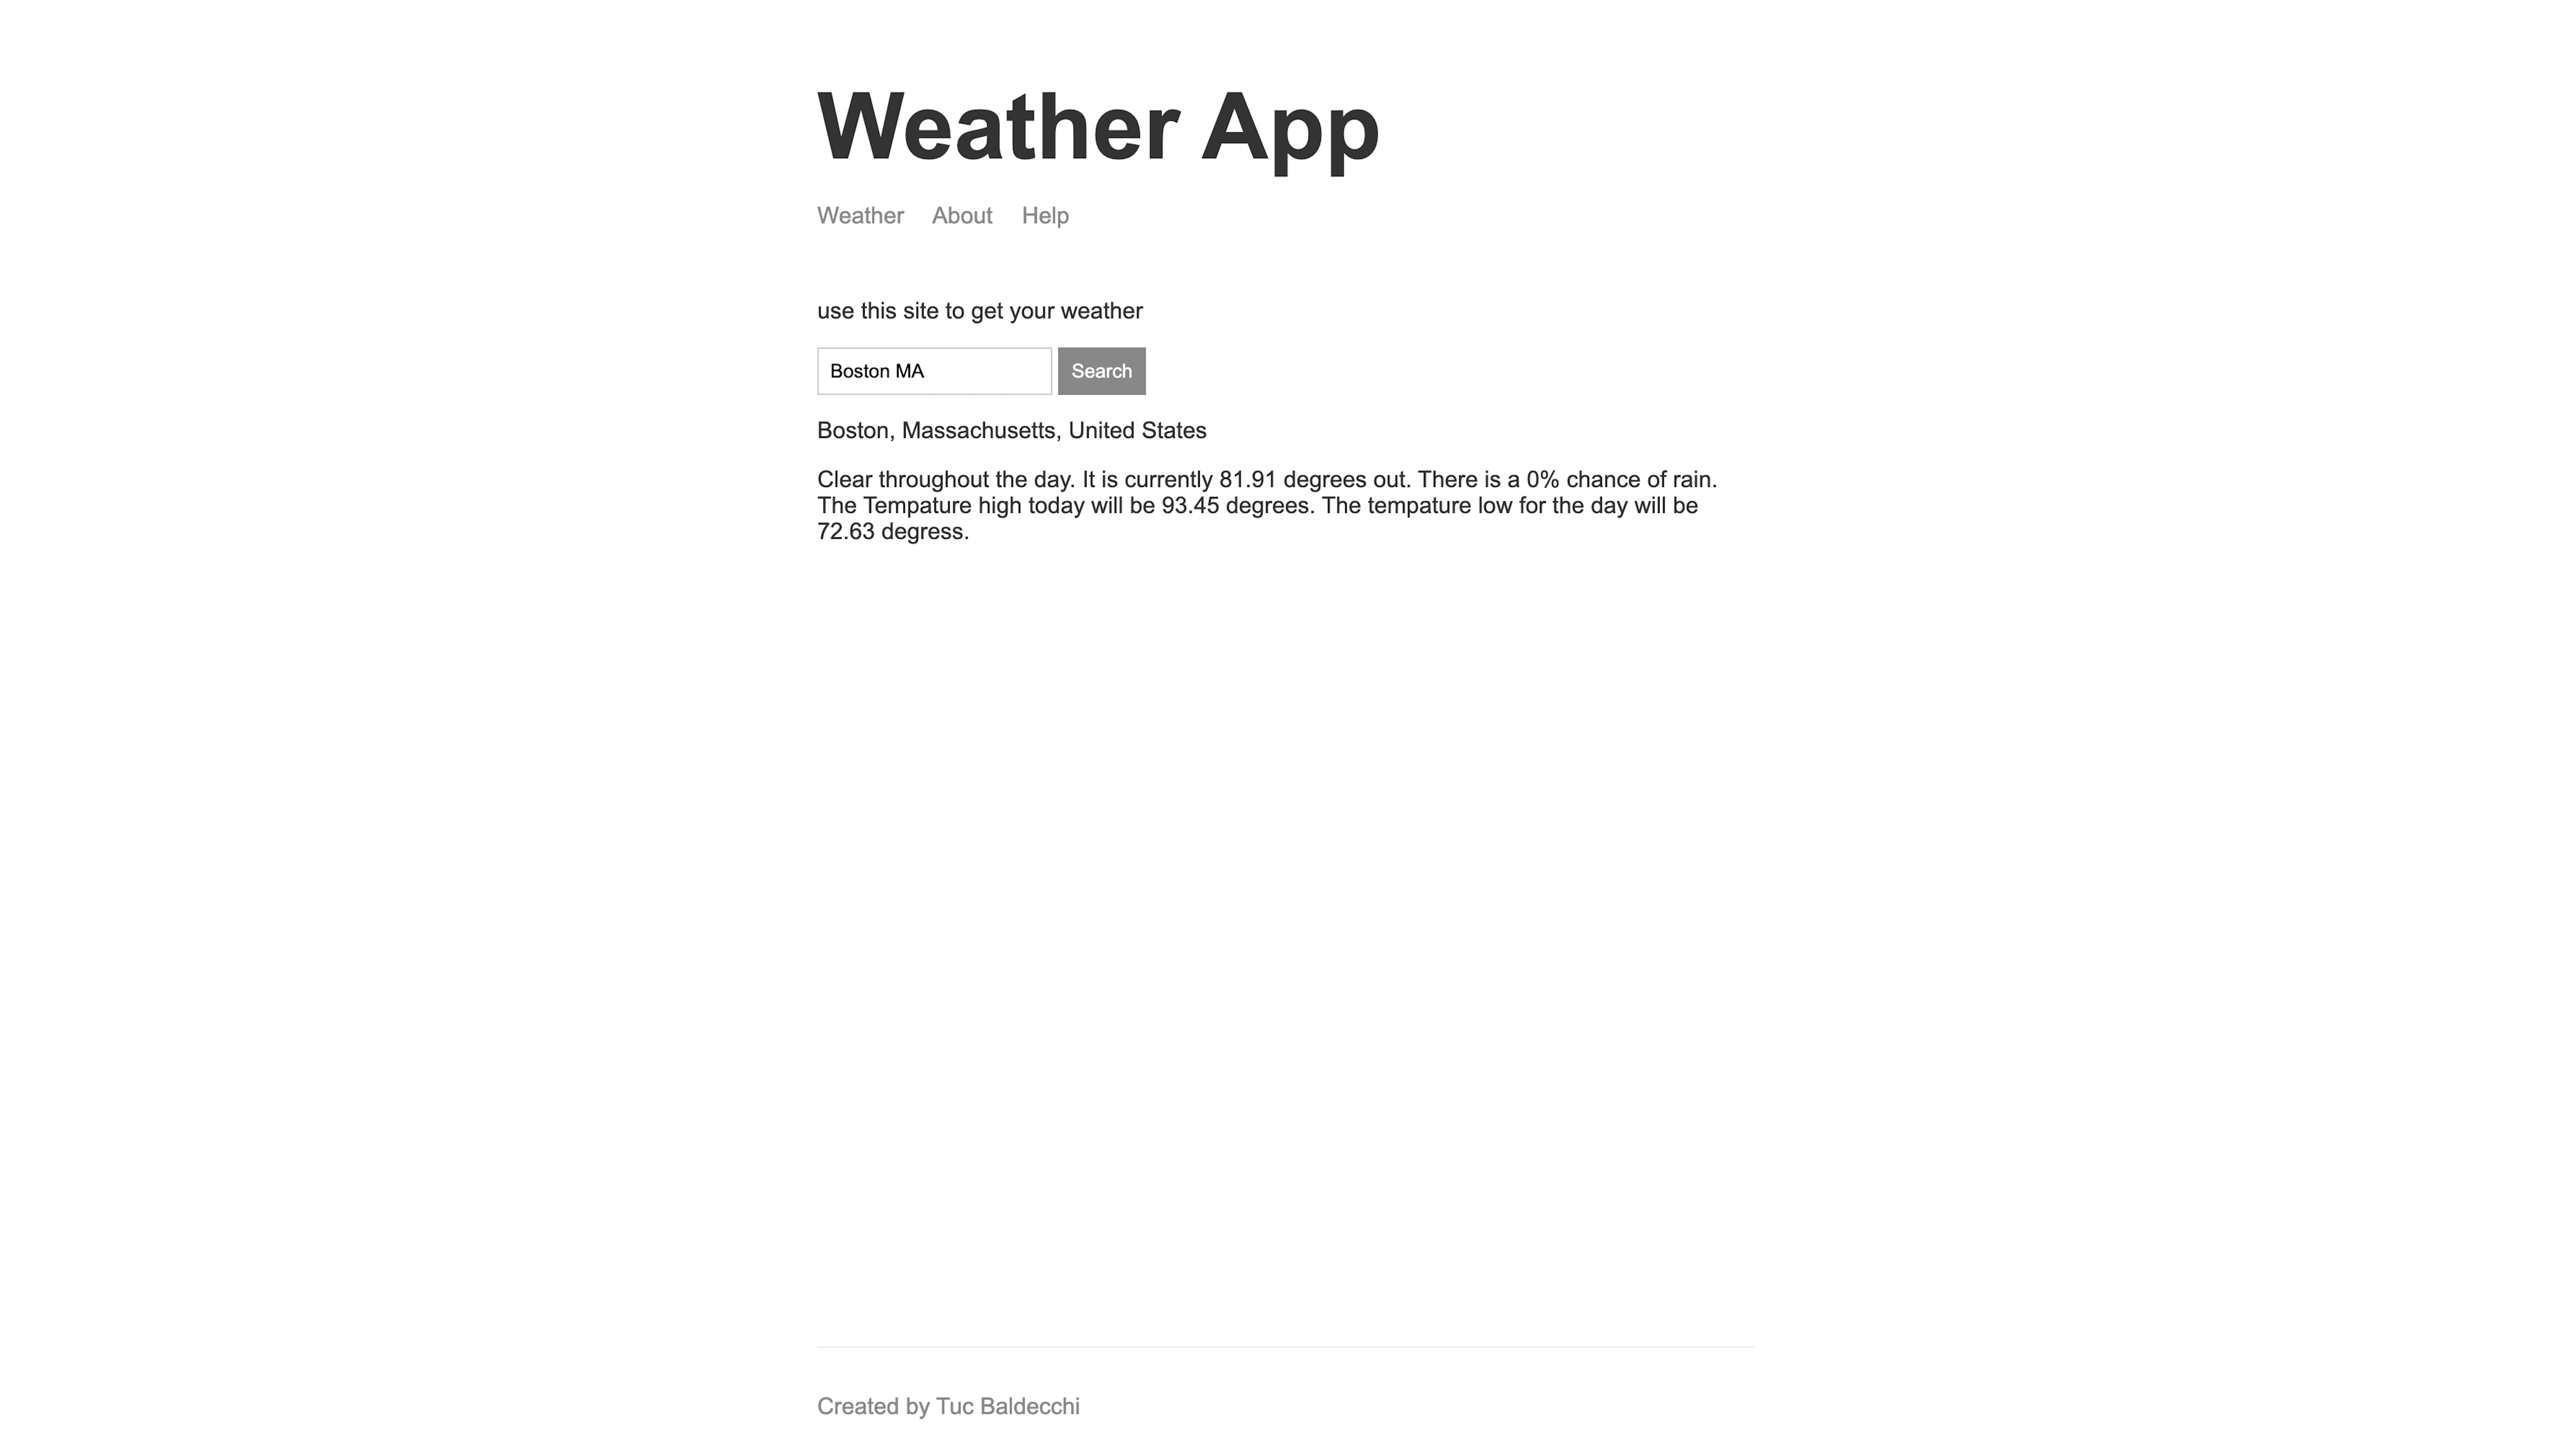 Weather App
Weather About Help
use this site to get your weather
Boston MA Search
Boston, Massachusetts, United States
Clear throughout the day. It is currently 81.91 degrees out. There is a 0% chance of rain.
The Tempature high today will be 93.45 degrees. The tempature low for the day will be
72.63 degress.
Created by Tuc Baldecchi